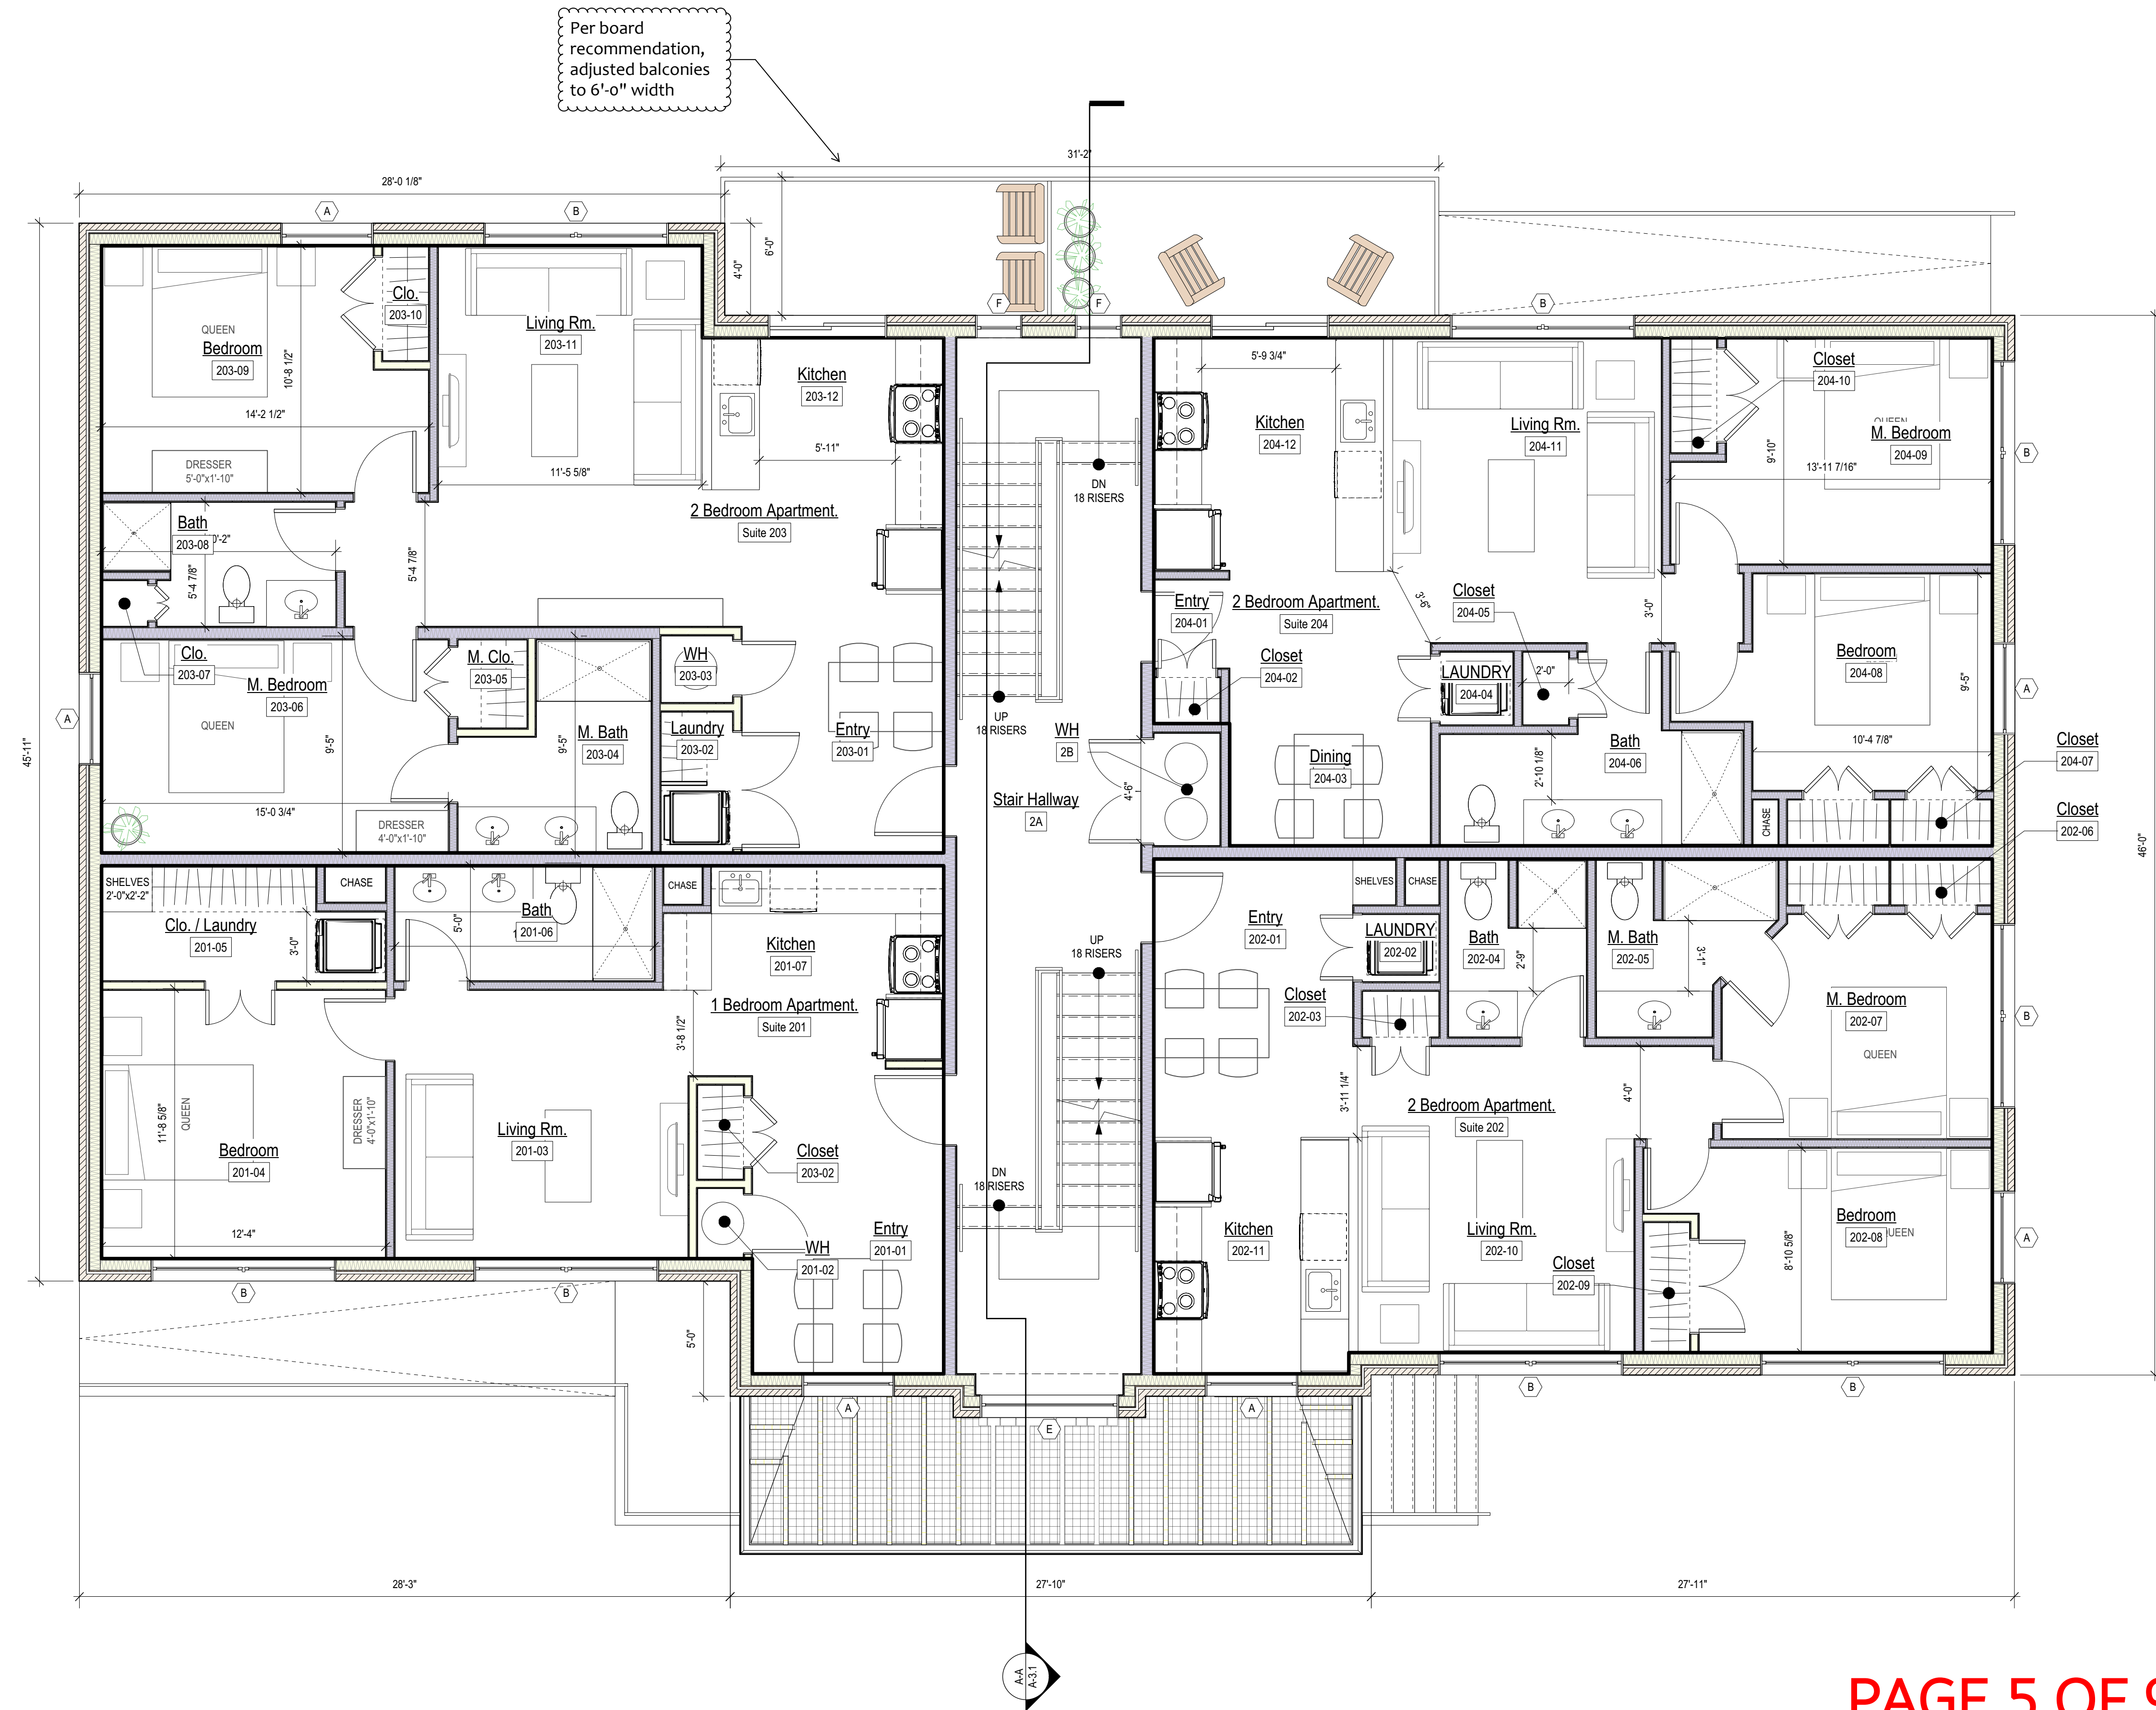 Per board
recommendation,
adjusted balconies
to 6'-0" width
31'-2"
28'-0 1/8"
A
B
4'-0"
6'-0"
F
F
B
QUEEN
Bedroom
203-09
10'-8 1/2"
14'-2 1/2"
DRESSER
5'-0"x1'-10"
Clo.
203-10
Living Rm.
203-11
11'-5 5/8"
Kitchen
203-12
5'-11"
2 Bedroom Apartment.
Suite 203
DN
18 RISERS
5'-9 3/4"
Kitchen
204-12
Living Rm.
204-11
Closet
204-10
QUEEN
M. Bedroom
204-09
9'-10"
13'-11 7/16"
B
Bath
203-08
5'-4 7/8"
5'-4 7/8"
Clo.
203-07
M. Bedroom
203-06
QUEEN
9'-5"
15'-0 3/4"
DRESSER
4'-0"x1'-10"
M. Clo.
203-05
M. Bath
203-04
9'-5"
WH
203-03
Laundry
203-02
Entry
203-01
A
45'-11"
UP
18 RISERS
WH
2B
Stair Hallway
2A
4'-6"
Entry
204-01
2 Bedroom Apartment.
Suite 204
3'-6"
Closet
204-02
Closet
204-05
3'-0"
LAUNDRY
204-04
2'-0"
Dining
204-03
Bath
204-06
2'-10 1/8"
Bedroom
204-08
9'-5"
10'-4 7/8"
A
Closet
204-07
Closet
202-06
CHASE
46'-0"
SHELVES
2'-0"x2'-2"
CHASE
Clo. / Laundry
201-05
3'-0"
Bath
201-06
5'-0"
CHASE
Kitchen
201-07
1 Bedroom Apartment.
Suite 201
3'-8 1/2"
11'-8 5/8"
QUEEN
Bedroom
201-04
DRESSER
4'-0"x1'-10"
12'-4"
Living Rm.
201-03
Closet
203-02
WH
201-02
Entry
201-01
B
B
5'-0"
UP
18 RISERS
DN
18 RISERS
Entry
202-01
SHELVES
CHASE
LAUNDRY
202-02
Closet
202-03
Bath
202-04
2'-9"
M. Bath
202-05
3'-1"
M. Bedroom
202-07
QUEEN
B
3'-11 1/4"
2 Bedroom Apartment.
Suite 202
4'-0"
Kitchen
202-11
Living Rm.
202-10
Closet
202-09
8'-10 5/8"
Bedroom
202-08
QUEEN
A
A
E
A
B
B
28'-3"
27'-10"
27'-11"
A-A
A-3.1
PAGE 5 OF